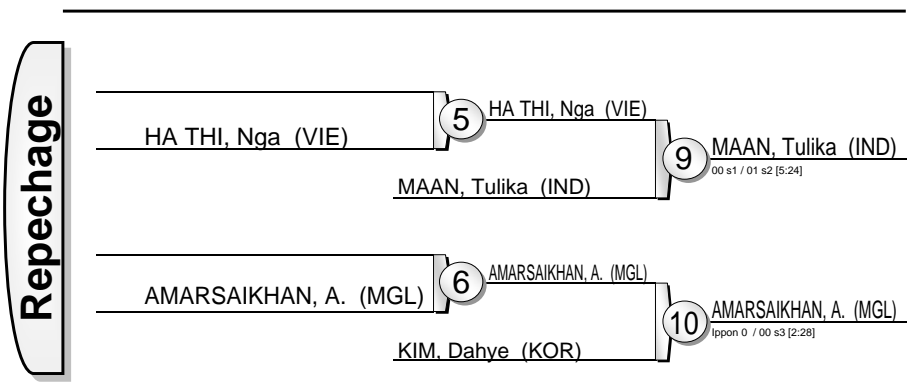 Repechage
HA THI, Nga (VIE)
5
HA THI, Nga (VIE)
MAAN, Tulika (IND)
9
MAAN, Tulika (IND)
00 s1 / 01 s2 [5:24]
AMARSAIKHAN, A. (MGL)
6
AMARSAIKHAN, A. (MGL)
KIM, Dahye (KOR)
10
AMARSAIKHAN, A. (MGL)
Ippon 0 / 00 s3 [2:28]